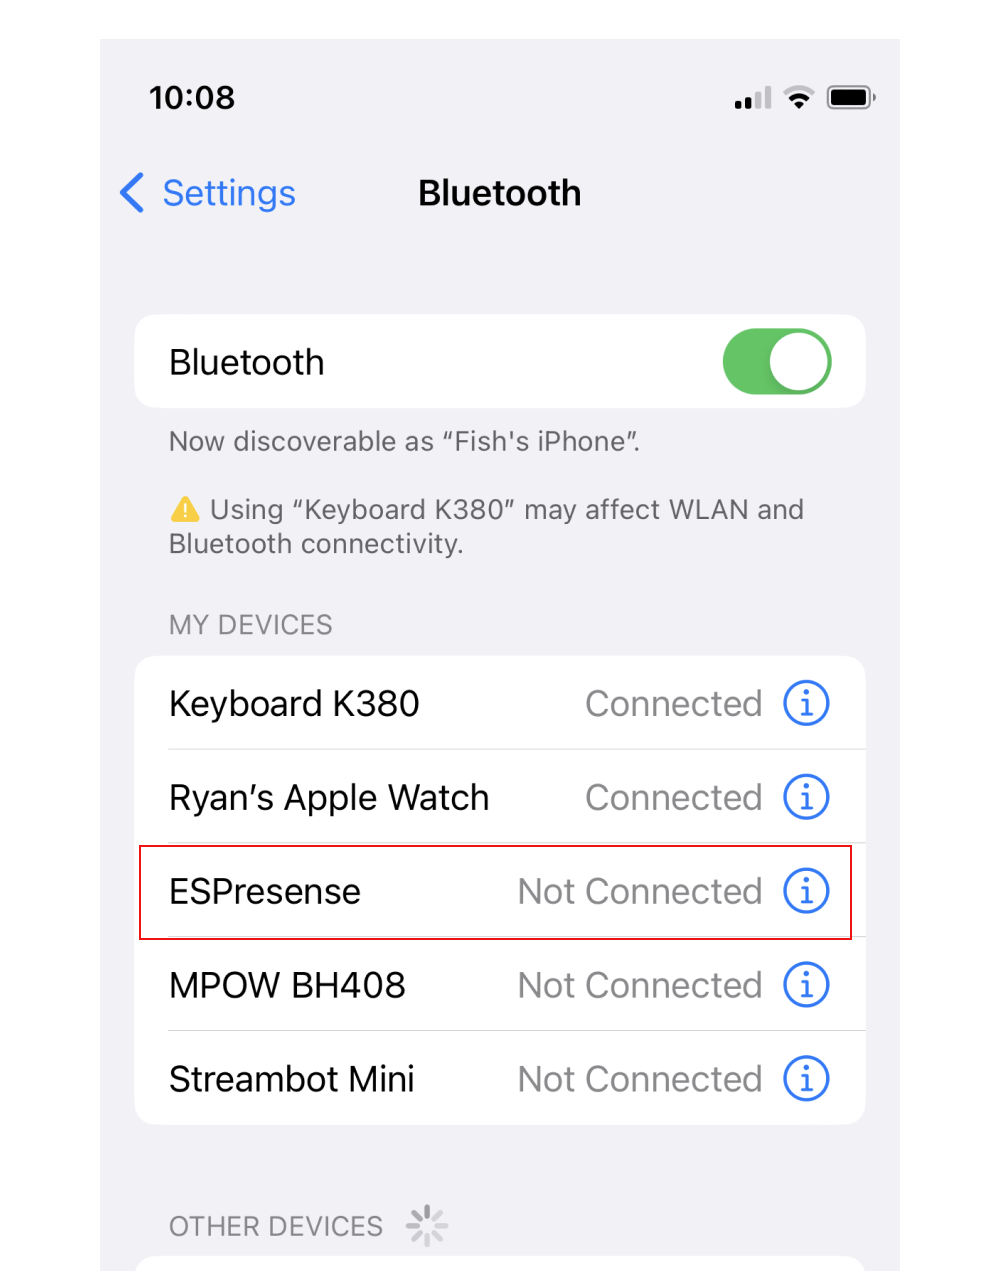 10:08
Settings
Bluetooth
Bluetooth
Now discoverable as “Fish's iPhone”.
Using “Keyboard K380” may affect WLAN and
Bluetooth connectivity.
MY DEVICES
Keyboard K380 Connected
Ryan’s Apple Watch Connected
ESPresense Not Connected
MPOW BH408 Not Connected
Streambot Mini Not Connected
OTHER DEVICES